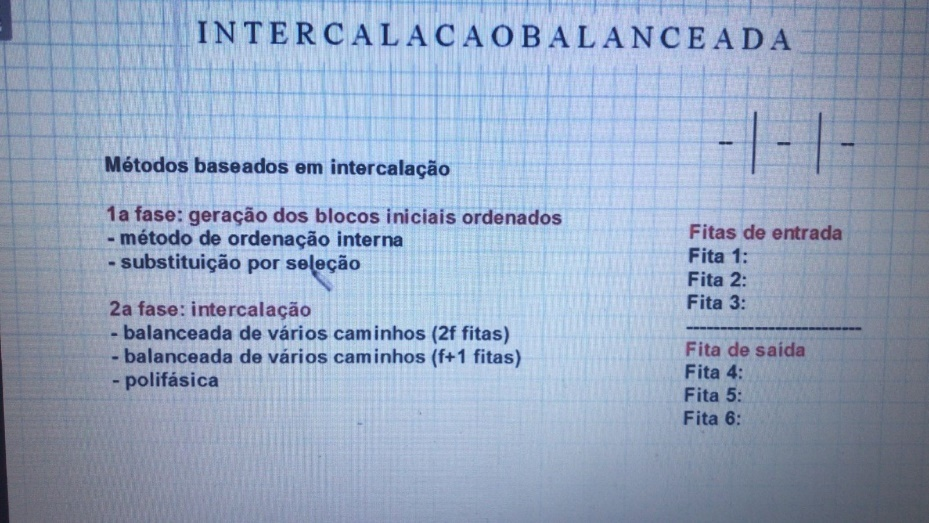 INTERCALACAOBALANCEADA
- | - | -
Métodos baseados em intercalação
1a fase: geração dos blocos iniciais ordenados
- método de ordenação interna
- substituição por seleção
2a fase: intercalação
- balanceada de vários caminhos (2f fitas)
- balanceada de vários caminhos (f+1 fitas)
- polifásica
Fitas de entrada
Fita 1:
Fita 2:
Fita 3:
-------------------------
Fita de saída
Fita 4:
Fita 5:
Fita 6: